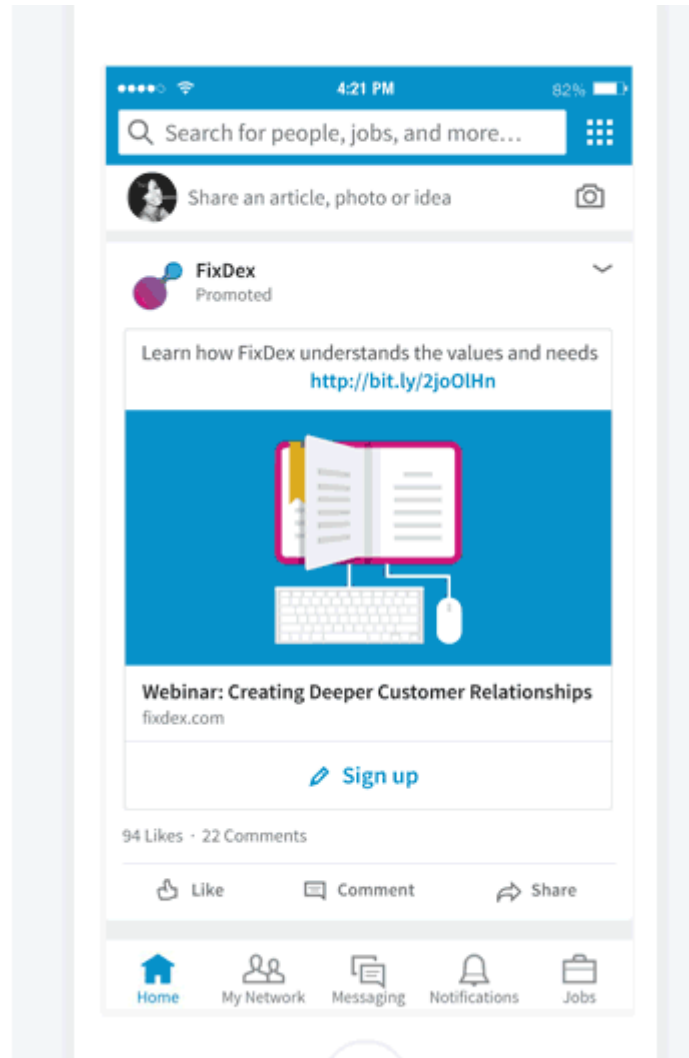 4:21 PM
82%
Search for people, jobs, and more...
Share an article, photo or idea
FixDex
Promoted
Learn how FixDex understands the values and needs
http://bit.ly/2joOlHn
Webinar: Creating Deeper Customer Relationships
fixdex.com
Sign up
94 Likes · 22 Comments
Like Comment Share
Home My Network Messaging Notifications Jobs